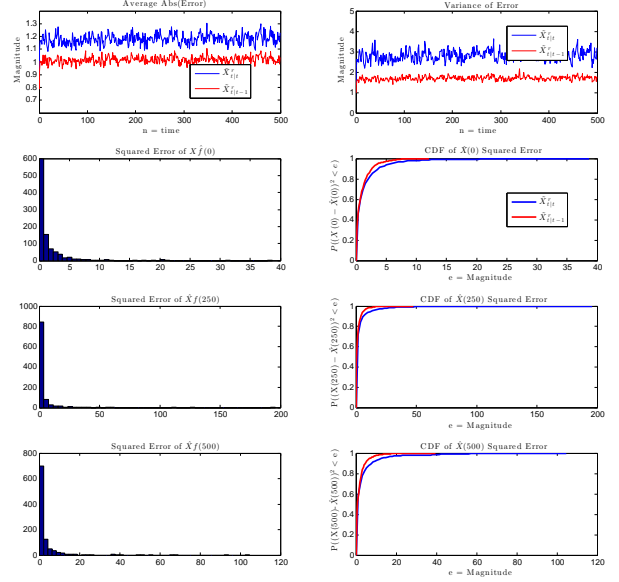 Average Abs(Error)
Magnitude
1.3
1.2
1.1
1
0.9
0.8
0.7
0 100 200 300 400 500
n = time
X̂ᶜ_{t|t}
X̂ᶜ_{t|t−1}
Variance of Error
Magnitude
5
4
3
2
1
0
0 100 200 300 400 500
n = time
X̂ᶜ_{t|t}
X̂ᶜ_{t|t−1}
Squared Error of Xf̂(0)
600
500
400
300
200
100
0
0 5 10 15 20 25 30 35 40
CDF of X̂(0) Squared Error
P((X(0) − X̂(0))² < e)
1
0.8
0.6
0.4
0.2
0
0 5 10 15 20 25 30 35 40
e = Magnitude
X̂ᶜ_{t|t}
X̂ᶜ_{t|t−1}
Squared Error of X̂f(250)
1000
800
600
400
200
0
0 50 100 150 200
CDF of X̂(250) Squared Error
P((X(250) − X̂(250))² < e)
1
0.8
0.6
0.4
0.2
0
0 50 100 150 200
e = Magnitude
Squared Error of X̂f(500)
800
600
400
200
0
0 20 40 60 80 100 120
CDF of X̂(500) Squared Error
P((X(500)-X̂(500))² < e)
1
0.8
0.6
0.4
0.2
0
0 20 40 60 80 100 120
e = Magnitude